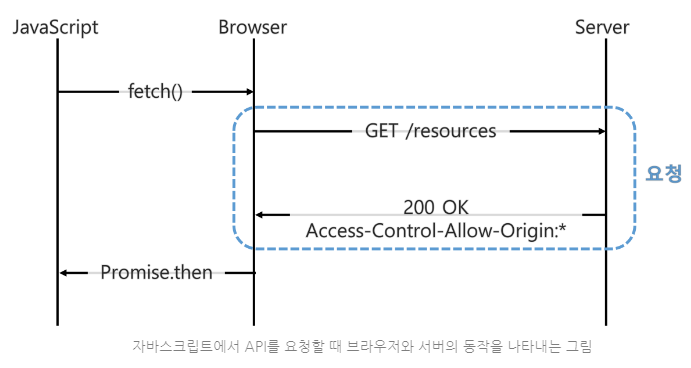 JavaScript Browser Server
fetch()
GET /resources
요청
200 OK
Access-Control-Allow-Origin:*
Promise.then
자바스크립트에서 API를 요청할 때 브라우저와 서버의 동작을 나타내는 그림